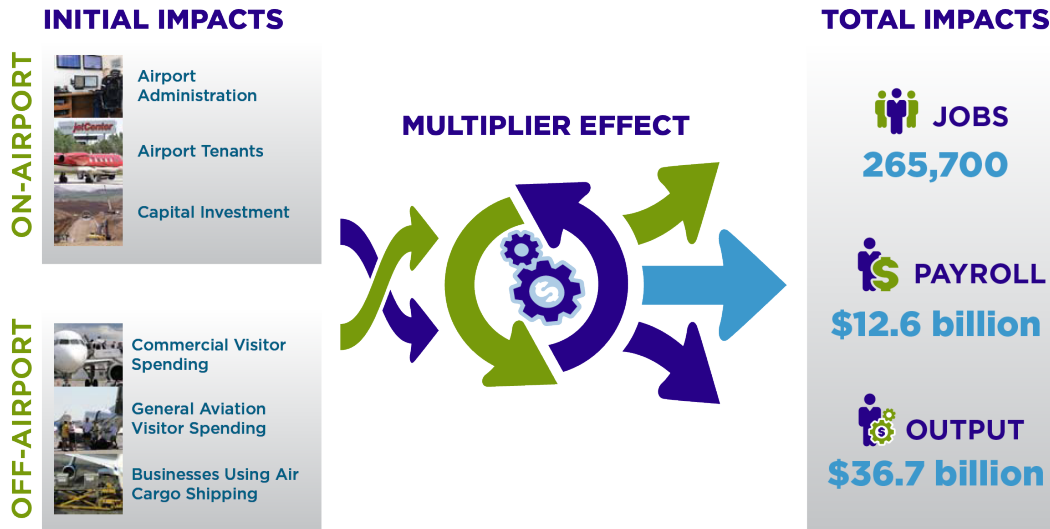 INITIAL IMPACTS
ON-AIRPORT
jetCenter
Airport
Administration
Airport Tenants
Capital Investment
OFF-AIRPORT
Commercial Visitor
Spending
General Aviation
Visitor Spending
Businesses Using Air
Cargo Shipping
MULTIPLIER EFFECT
$
TOTAL IMPACTS
JOBS
265,700
$
PAYROLL
$12.6 billion
$
OUTPUT
$36.7 billion